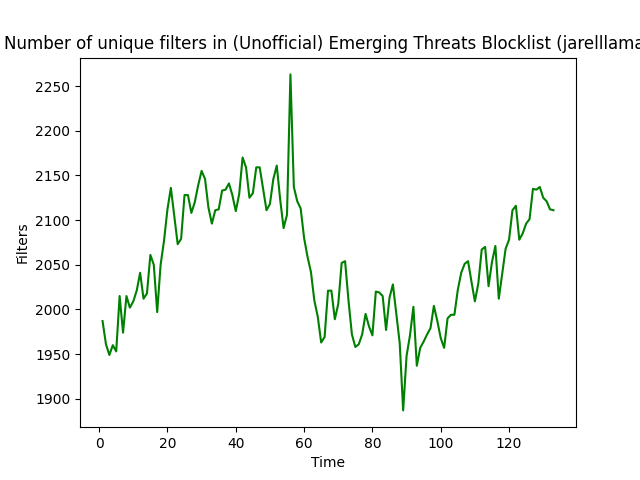 Number of unique filters in (Unofficial) Emerging Threats Blocklist (jarelllama
2250
2200
2150
2100
2050
2000
1950
1900
Filters
0 20 40 60 80 100 120
Time